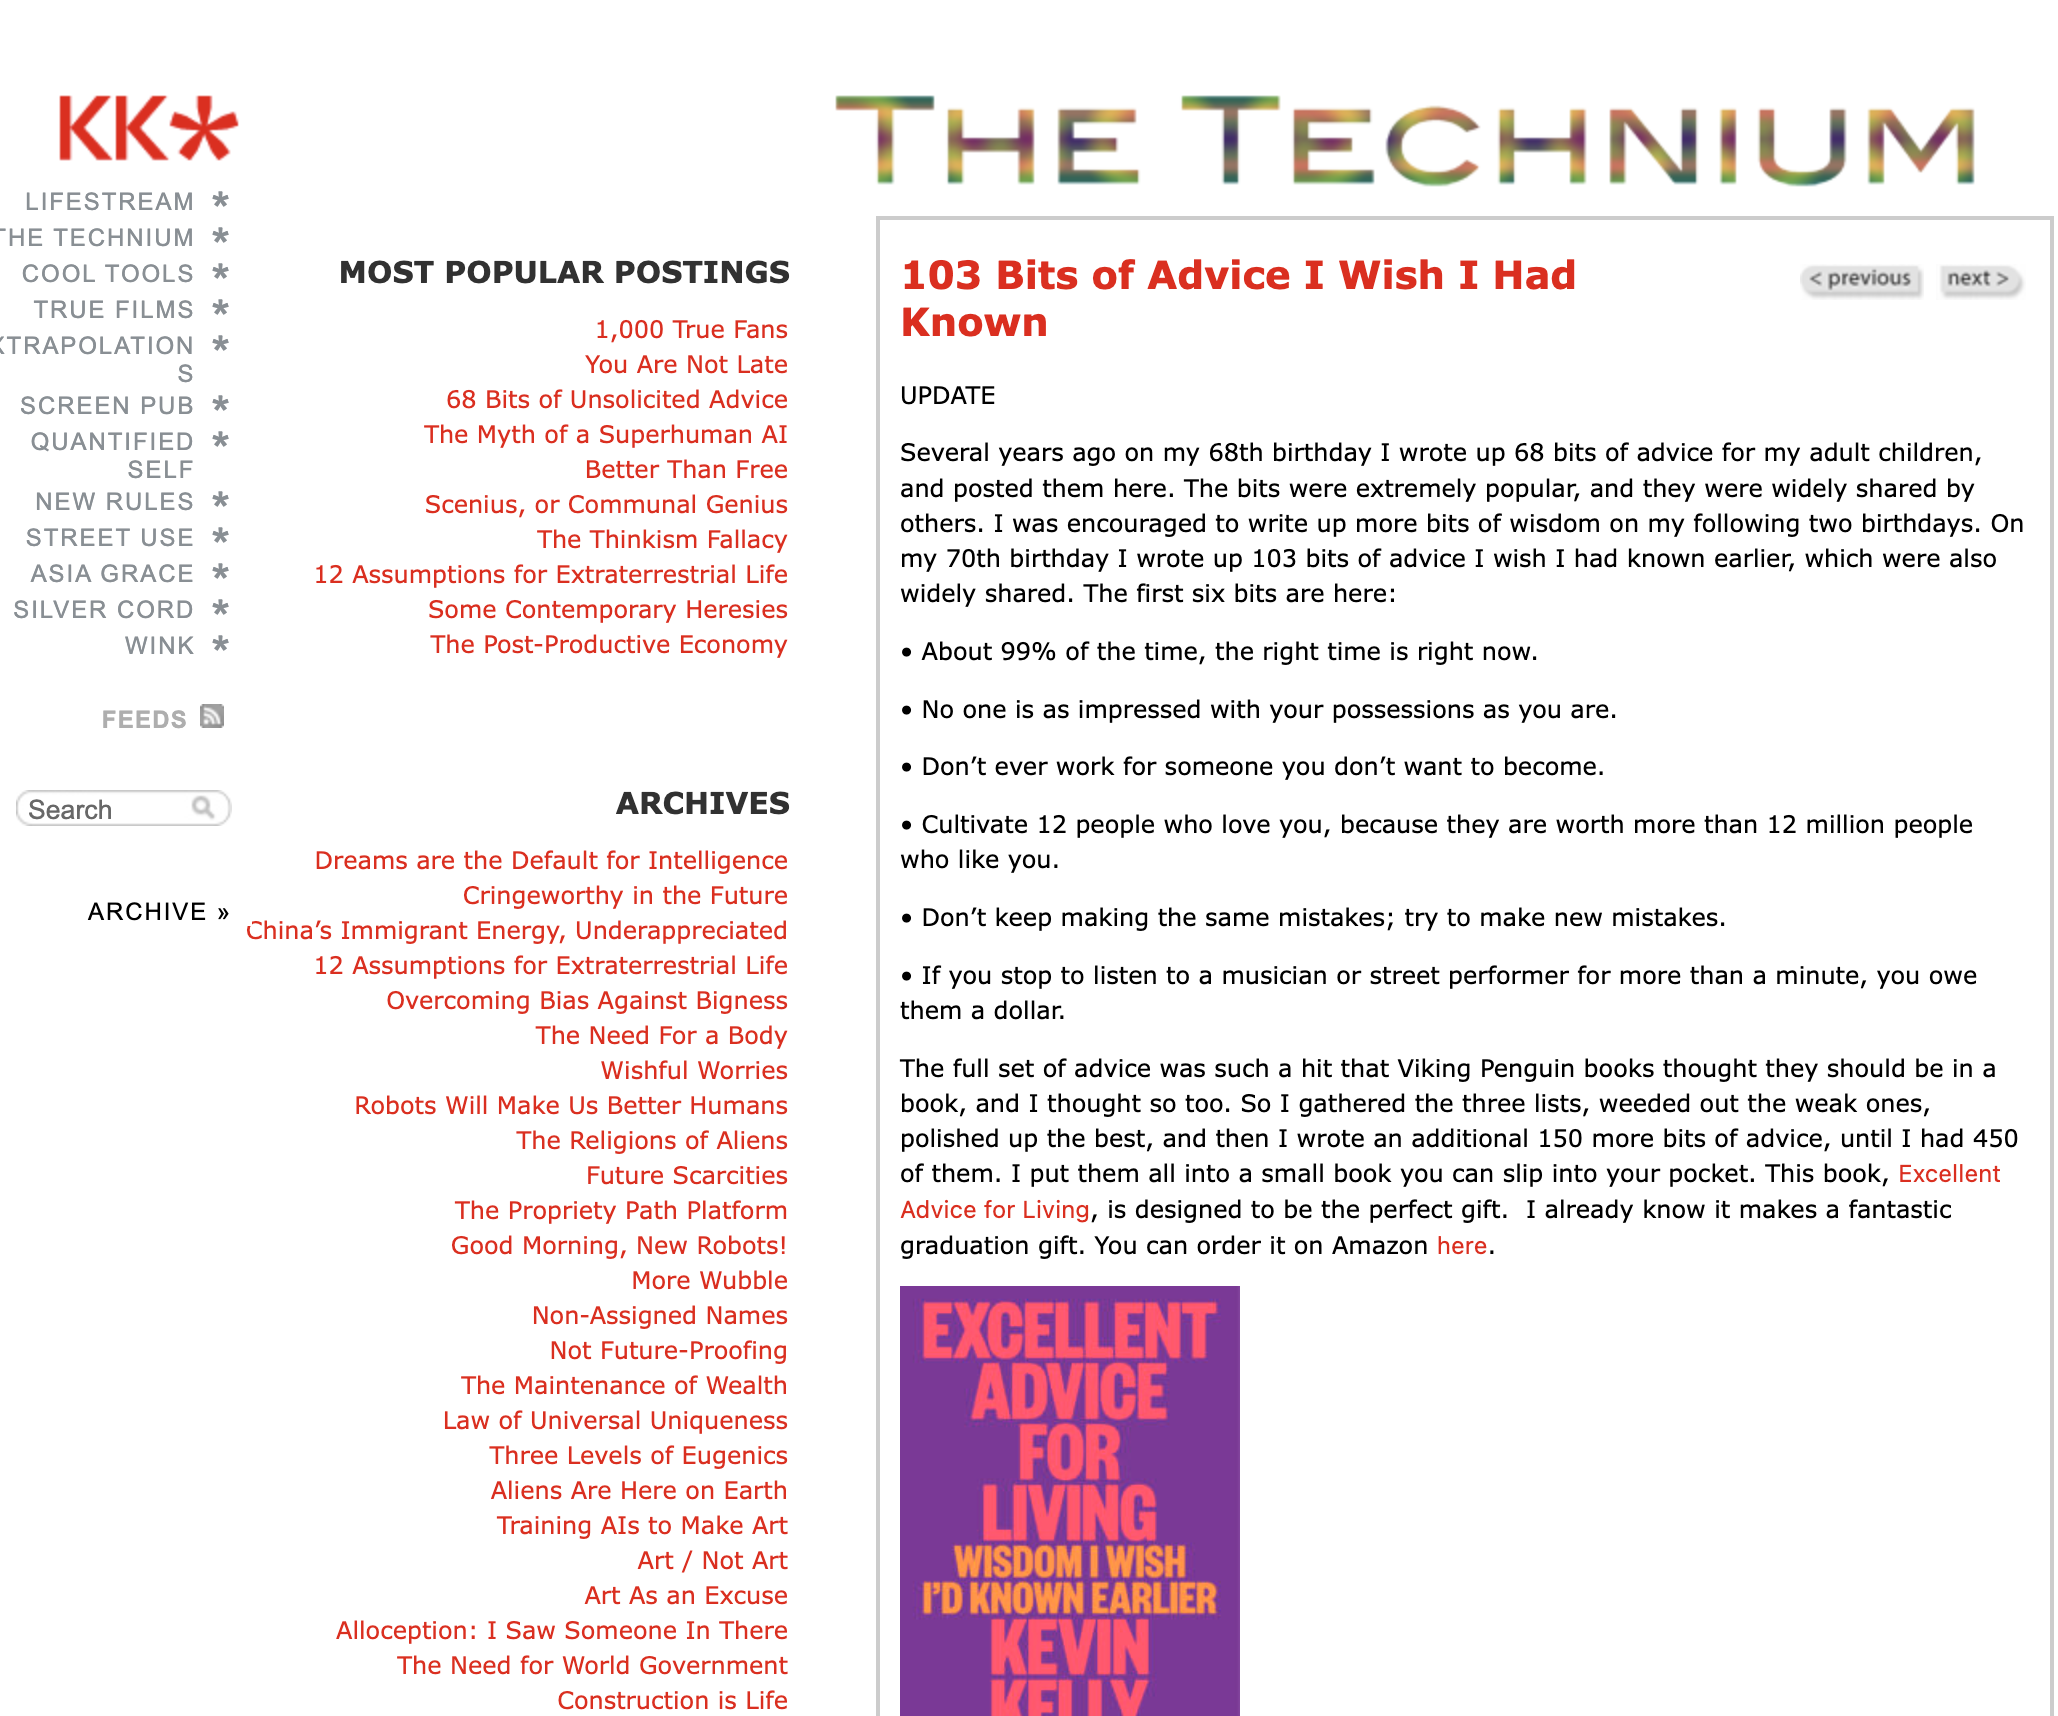 KK*
LIFESTREAM *
THE TECHNIUM *
COOL TOOLS *
TRUE FILMS *
XTRAPOLATION *
S
SCREEN PUB *
QUANTIFIED *
SELF
NEW RULES *
STREET USE *
ASIA GRACE *
SILVER CORD *
WINK *
FEEDS
Search
ARCHIVE »
MOST POPULAR POSTINGS
1,000 True Fans
You Are Not Late
68 Bits of Unsolicited Advice
The Myth of a Superhuman AI
Better Than Free
Scenius, or Communal Genius
The Thinkism Fallacy
12 Assumptions for Extraterrestrial Life
Some Contemporary Heresies
The Post-Productive Economy
ARCHIVES
Dreams are the Default for Intelligence
Cringeworthy in the Future
China’s Immigrant Energy, Underappreciated
12 Assumptions for Extraterrestrial Life
Overcoming Bias Against Bigness
The Need For a Body
Wishful Worries
Robots Will Make Us Better Humans
The Religions of Aliens
Future Scarcities
The Propriety Path Platform
Good Morning, New Robots!
More Wubble
Non-Assigned Names
Not Future-Proofing
The Maintenance of Wealth
Law of Universal Uniqueness
Three Levels of Eugenics
Aliens Are Here on Earth
Training AIs to Make Art
Art / Not Art
Art As an Excuse
Alloception: I Saw Someone In There
The Need for World Government
Construction is Life
THE TECHNIUM
103 Bits of Advice I Wish I Had
Known
< previous next >
UPDATE
Several years ago on my 68th birthday I wrote up 68 bits of advice for my adult children,
and posted them here. The bits were extremely popular, and they were widely shared by
others. I was encouraged to write up more bits of wisdom on my following two birthdays. On
my 70th birthday I wrote up 103 bits of advice I wish I had known earlier, which were also
widely shared. The first six bits are here:
• About 99% of the time, the right time is right now.
• No one is as impressed with your possessions as you are.
• Don’t ever work for someone you don’t want to become.
• Cultivate 12 people who love you, because they are worth more than 12 million people
who like you.
• Don’t keep making the same mistakes; try to make new mistakes.
• If you stop to listen to a musician or street performer for more than a minute, you owe
them a dollar.
The full set of advice was such a hit that Viking Penguin books thought they should be in a
book, and I thought so too. So I gathered the three lists, weeded out the weak ones,
polished up the best, and then I wrote an additional 150 more bits of advice, until I had 450
of them. I put them all into a small book you can slip into your pocket. This book, Excellent
Advice for Living, is designed to be the perfect gift.  I already know it makes a fantastic
graduation gift. You can order it on Amazon here.
EXCELLENT
ADVICE
FOR
LIVING
WISDOM I WISH
I’D KNOWN EARLIER
KEVIN
KELLY